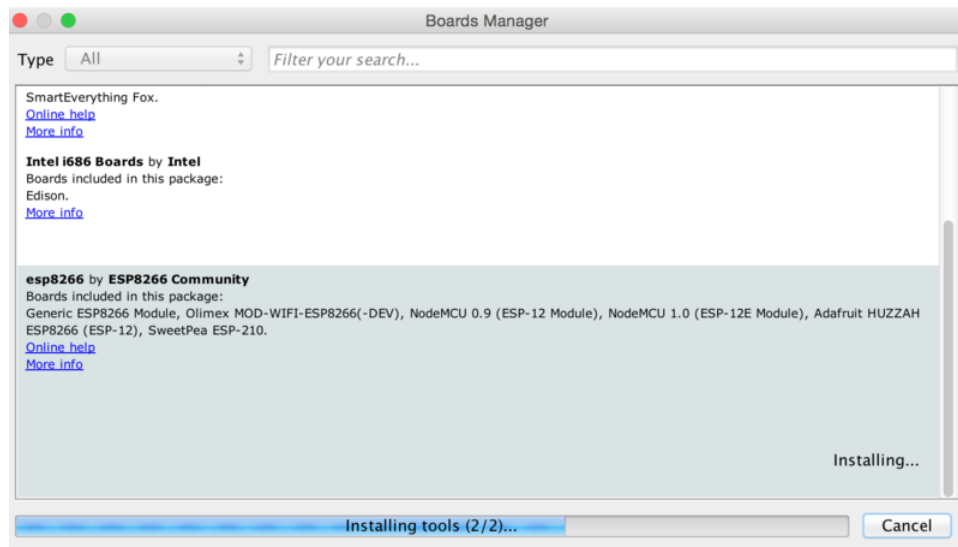 Boards Manager
Type All Filter your search...
SmartEverything Fox.
Online help
More info
Intel i686 Boards by Intel
Boards included in this package:
Edison.
More info
esp8266 by ESP8266 Community
Boards included in this package:
Generic ESP8266 Module, Olimex MOD-WIFI-ESP8266(-DEV), NodeMCU 0.9 (ESP-12 Module), NodeMCU 1.0 (ESP-12E Module), Adafruit HUZZAH
ESP8266 (ESP-12), SweetPea ESP-210.
Online help
More info
Installing...
Installing tools (2/2)... Cancel